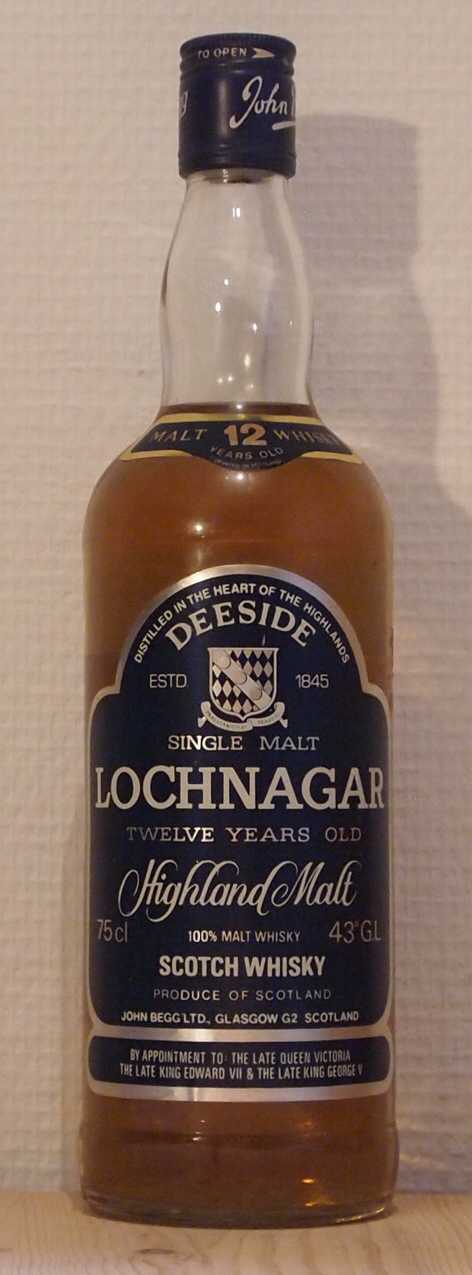 TO OPEN
John
MALT 12 WHISKY
YEARS OLD
DISTILLED IN THE HEART OF THE HIGHLANDS
DEESIDE
ESTD. 1845
SINGLE MALT
LOCHNAGAR
TWELVE YEARS OLD
Highland Malt
75cl 100% MALT WHISKY 43°G.L
SCOTCH WHISKY
PRODUCE OF SCOTLAND
JOHN BEGG LTD., GLASGOW G2 SCOTLAND
BY APPOINTMENT TO: THE LATE QUEEN VICTORIA
THE LATE KING EDWARD VII & THE LATE KING GEORGE V